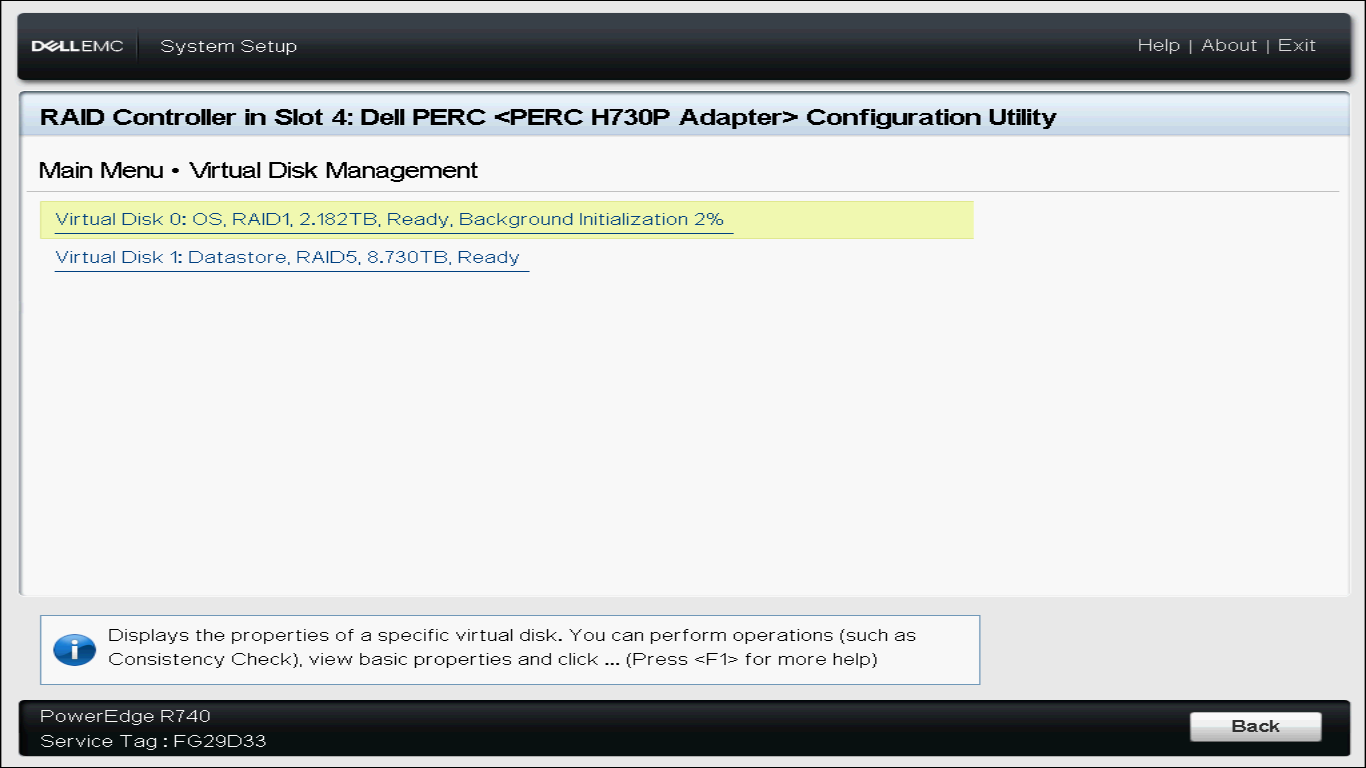 DELLEMC System Setup Help | About | Exit
RAID Controller in Slot 4: Dell PERC <PERC H730P Adapter> Configuration Utility
Main Menu • Virtual Disk Management
Virtual Disk 0: OS, RAID1, 2.182TB, Ready, Background Initialization 2%
Virtual Disk 1: Datastore, RAID5, 8.730TB, Ready
Displays the properties of a specific virtual disk. You can perform operations (such as
Consistency Check), view basic properties and click ... (Press <F1> for more help)
PowerEdge R740
Service Tag : FG29D33
Back